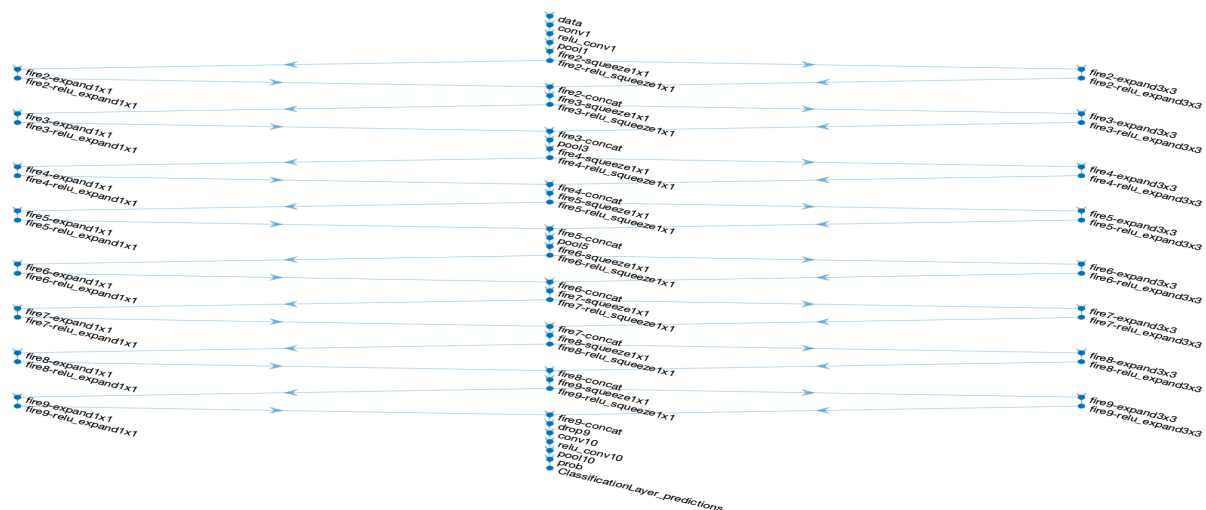 data
conv1
relu_conv1
pool1
fire2-squeeze1x1
fire2-relu_squeeze1x1
fire2-expand1x1
fire2-relu_expand1x1
fire2-expand3x3
fire2-relu_expand3x3
fire2-concat
fire3-squeeze1x1
fire3-relu_squeeze1x1
fire3-expand1x1
fire3-relu_expand1x1
fire3-expand3x3
fire3-relu_expand3x3
fire3-concat
pool3
fire4-squeeze1x1
fire4-relu_squeeze1x1
fire4-expand1x1
fire4-relu_expand1x1
fire4-expand3x3
fire4-relu_expand3x3
fire4-concat
fire5-squeeze1x1
fire5-relu_squeeze1x1
fire5-expand1x1
fire5-relu_expand1x1
fire5-expand3x3
fire5-relu_expand3x3
fire5-concat
pool5
fire6-squeeze1x1
fire6-relu_squeeze1x1
fire6-expand1x1
fire6-relu_expand1x1
fire6-expand3x3
fire6-relu_expand3x3
fire6-concat
fire7-squeeze1x1
fire7-relu_squeeze1x1
fire7-expand1x1
fire7-relu_expand1x1
fire7-expand3x3
fire7-relu_expand3x3
fire7-concat
fire8-squeeze1x1
fire8-relu_squeeze1x1
fire8-expand1x1
fire8-relu_expand1x1
fire8-expand3x3
fire8-relu_expand3x3
fire8-concat
fire9-squeeze1x1
fire9-relu_squeeze1x1
fire9-expand1x1
fire9-relu_expand1x1
fire9-expand3x3
fire9-relu_expand3x3
fire9-concat
drop9
conv10
relu_conv10
pool10
prob
ClassificationLayer_predictions